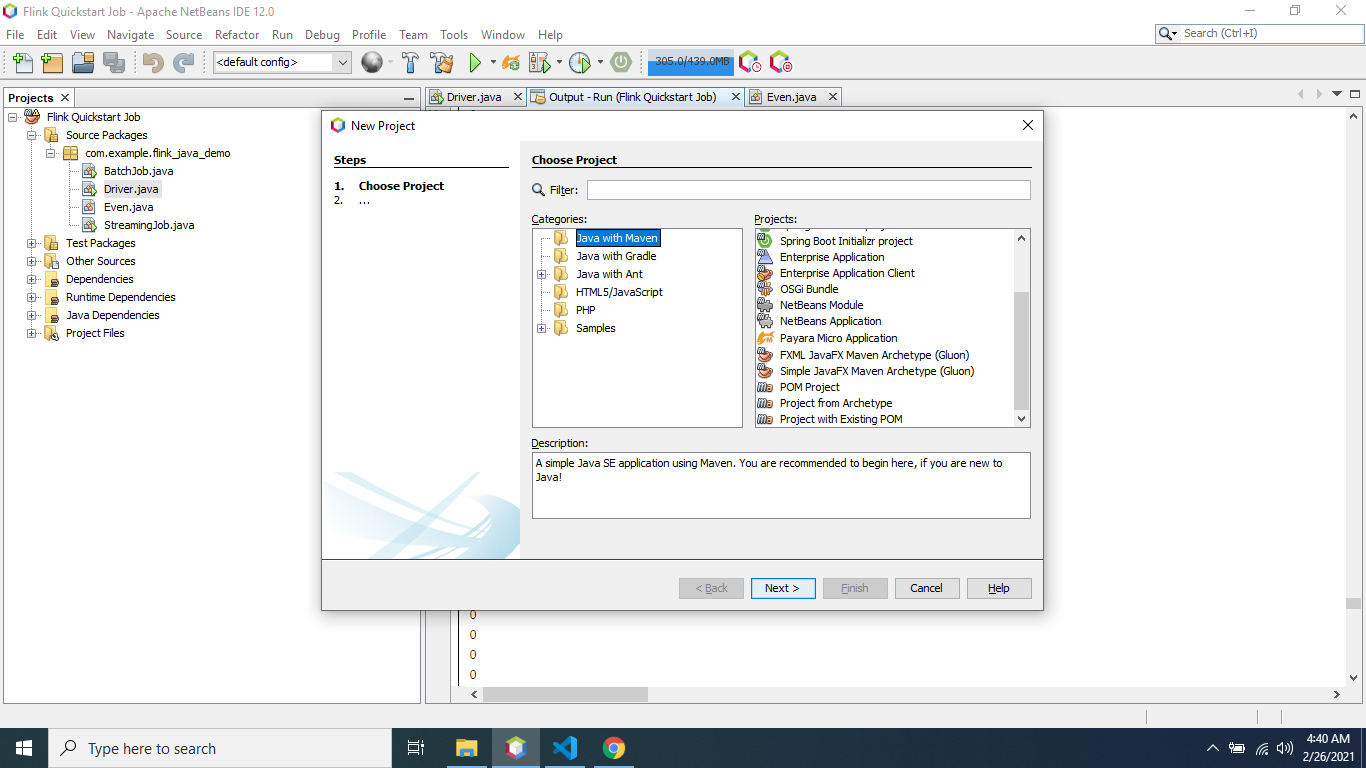 Flink Quickstart Job - Apache NetBeans IDE 12.0
File Edit View Navigate Source Refactor Run Debug Profile Team Tools Window Help
Search (Ctrl+I)
<default config>
305.0/439.0MB
Projects
Driver.java
Output - Run (Flink Quickstart Job)
Even.java
Flink Quickstart Job
Source Packages
com.example.flink_java_demo
BatchJob.java
Driver.java
Even.java
StreamingJob.java
Test Packages
Other Sources
Dependencies
Runtime Dependencies
Java Dependencies
Project Files
New Project
Steps
1. Choose Project
2. ...
Choose Project
Filter:
Categories:
Java with Maven
Java with Gradle
Java with Ant
HTML5/JavaScript
PHP
Samples
Projects:
Spring Boot Initializr project
Enterprise Application
Enterprise Application Client
OSGi Bundle
NetBeans Module
NetBeans Application
Payara Micro Application
FXML JavaFX Maven Archetype (Gluon)
Simple JavaFX Maven Archetype (Gluon)
POM Project
Project from Archetype
Project with Existing POM
Description:
A simple Java SE application using Maven. You are recommended to begin here, if you are new to
Java!
< Back
Next >
Finish
Cancel
Help
0
0
0
0
Type here to search
4:40 AM
2/26/2021